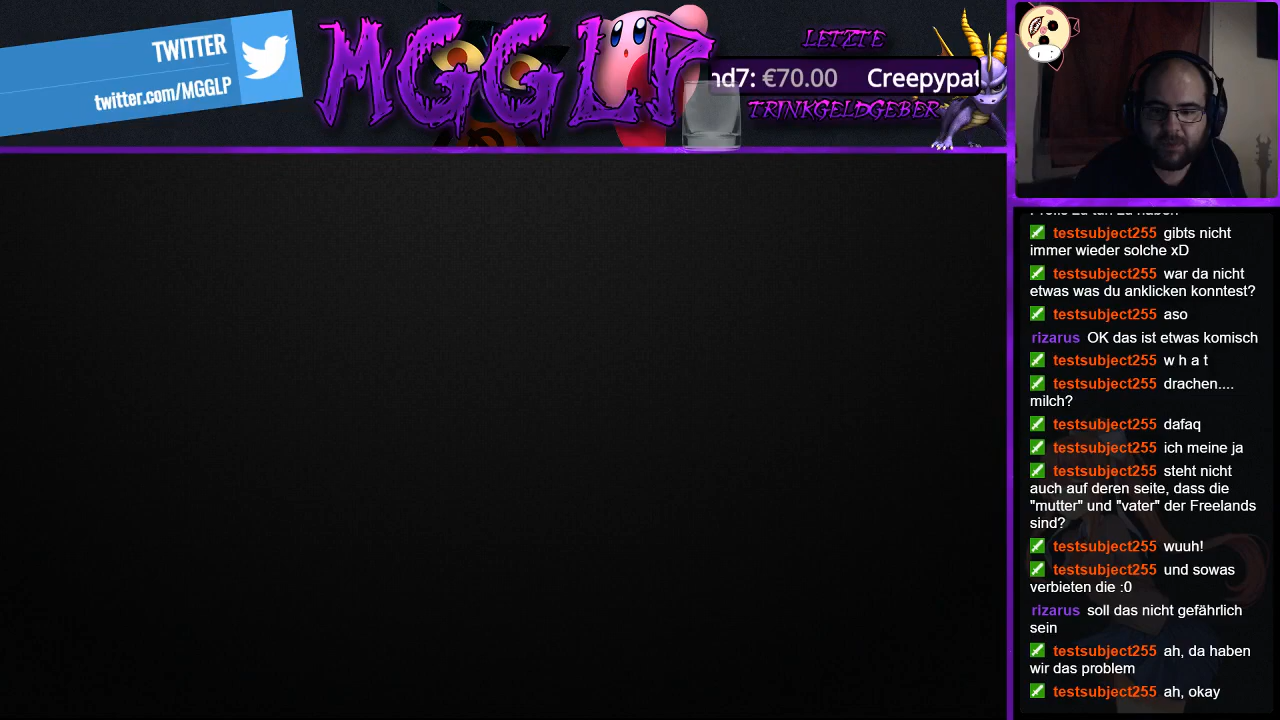 TWITTER
twitter.com/MGGLP
MGGLP
LETZTE
nd7: €70.00 Creepypat
TRINKGELDGEBER
testsubject255 gibts nicht
immer wieder solche xD
testsubject255 war da nicht
etwas was du anklicken konntest?
testsubject255 aso
rizarus OK das ist etwas komisch
testsubject255 w h a t
testsubject255 drachen....
milch?
testsubject255 dafaq
testsubject255 ich meine ja
testsubject255 steht nicht
auch auf deren seite, dass die
"mutter" und "vater" der Freelands
sind?
testsubject255 wuuh!
testsubject255 und sowas
verbieten die :0
rizarus soll das nicht gefährlich
sein
testsubject255 ah, da haben
wir das problem
testsubject255 ah, okay